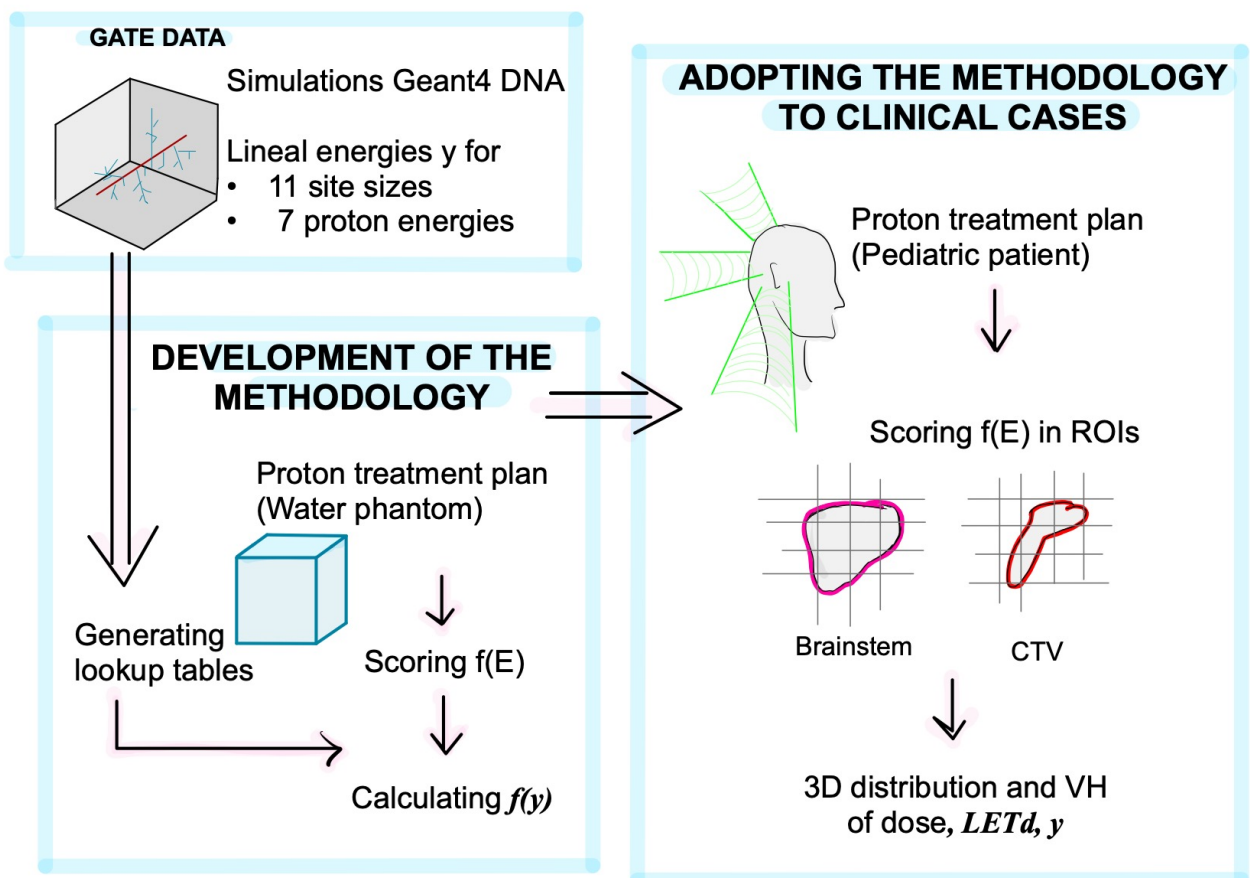 GATE DATA
Simulations Geant4 DNA
Lineal energies y for
• 11 site sizes
• 7 proton energies
DEVELOPMENT OF THE
METHODOLOGY
Proton treatment plan
(Water phantom)
Generating
lookup tables
Scoring f(E)
Calculating f(y)
ADOPTING THE METHODOLOGY
TO CLINICAL CASES
Proton treatment plan
(Pediatric patient)
Scoring f(E) in ROIs
Brainstem
CTV
3D distribution and VH
of dose, LETd, y